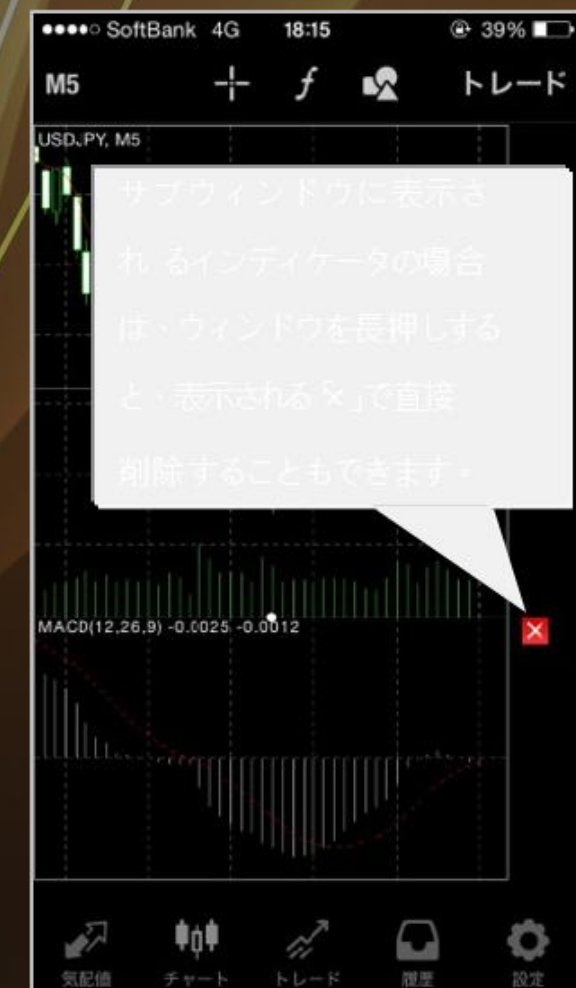 SoftBank 4G 18:15 39%
M5 トレード
USDJPY, M5
サブウィンドウに表示さ
れ るインディケータの場合
は、ウィンドウを長押しする
と、表示される「×」で直接
削除することもできます。
MACD(12,26,9) -0.0025 -0.0012
気配値 チャート トレード 履歴 設定